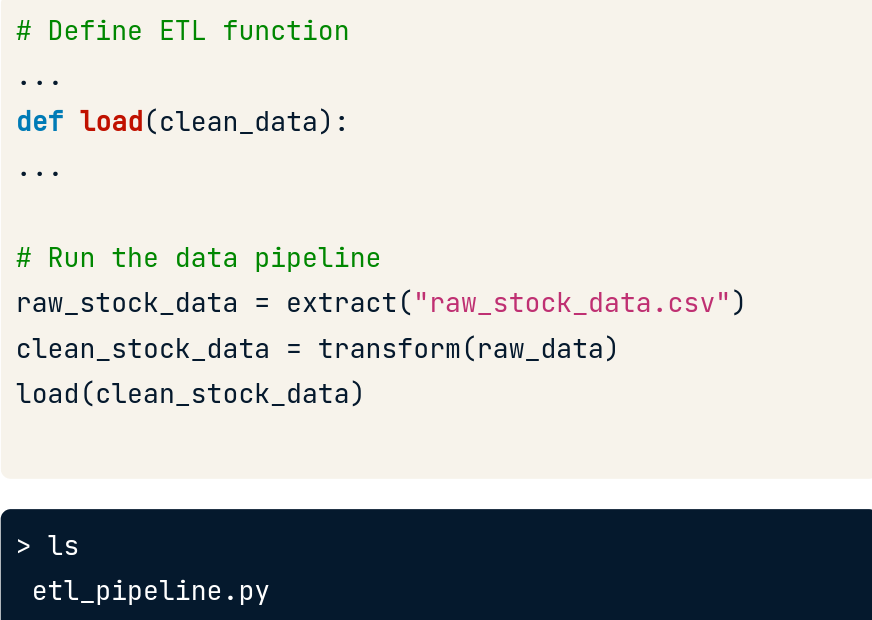 # Define ETL function
...
def load(clean_data):
...
# Run the data pipeline
raw_stock_data = extract("raw_stock_data.csv")
clean_stock_data = transform(raw_data)
load(clean_stock_data)
> ls
etl_pipeline.py